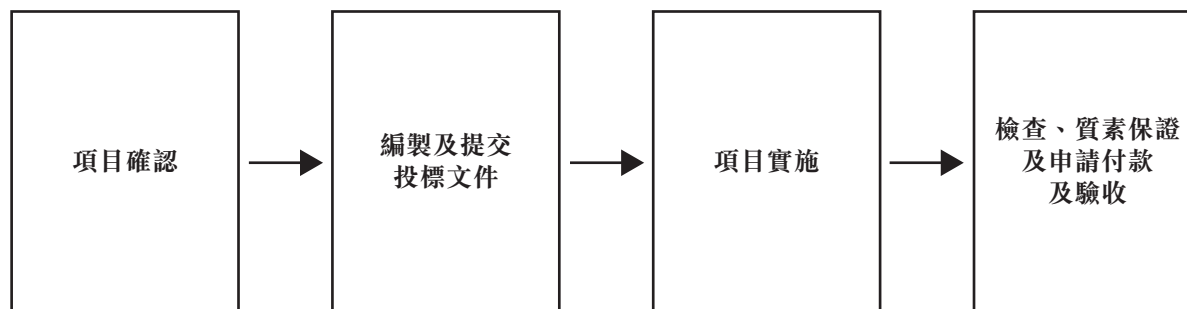 項目確認
編製及提交
投標文件
項目實施
檢查、質素保證
及申請付款
及驗收